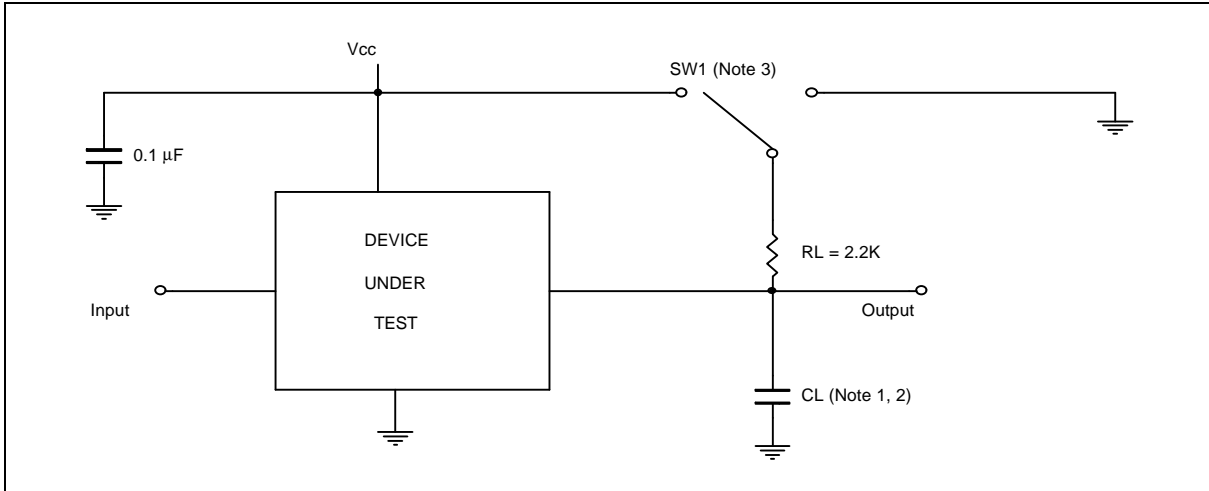 Vcc
SW1 (Note 3)
0.1 μF
DEVICE
UNDER
TEST
RL = 2.2K
Input
Output
CL (Note 1, 2)